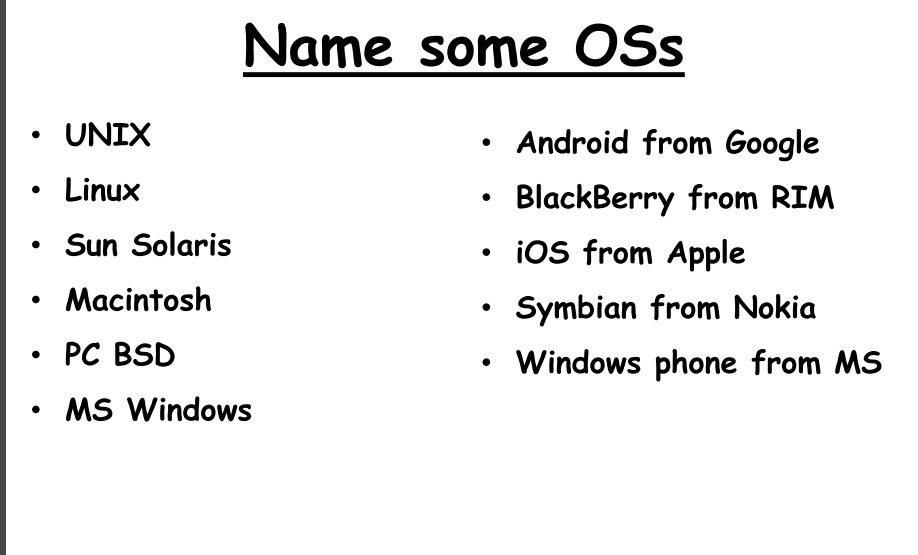 Name some OSs
• UNIX
• Linux
• Sun Solaris
• Macintosh
• PC BSD
• MS Windows
• Android from Google
• BlackBerry from RIM
• iOS from Apple
• Symbian from Nokia
• Windows phone from MS